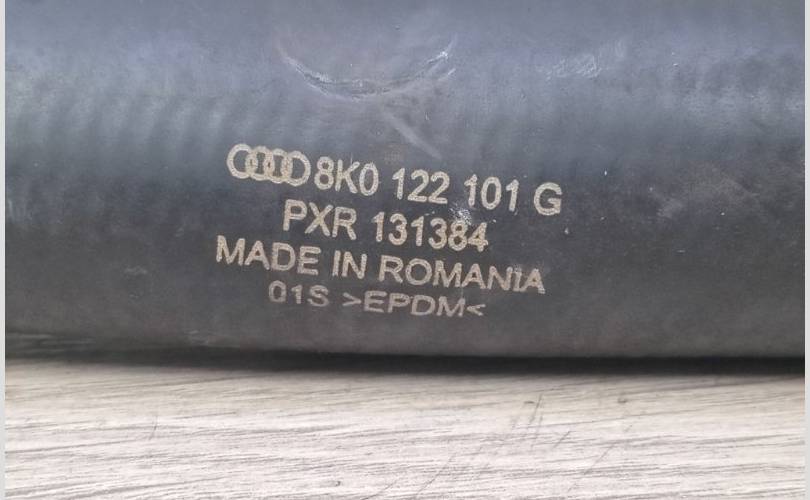 8K0 122 101 G
PXR 131384
MADE IN ROMANIA
01S >EPDM<